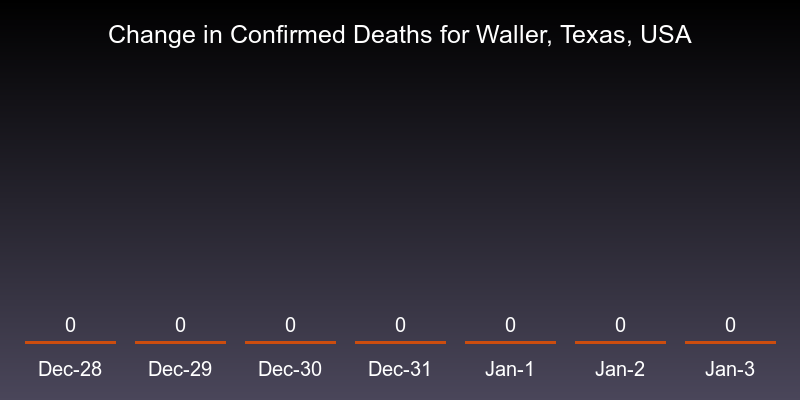 Change in Confirmed Deaths for Waller, Texas, USA
0 0 0 0 0 0 0
Dec-28 Dec-29 Dec-30 Dec-31 Jan-1 Jan-2 Jan-3